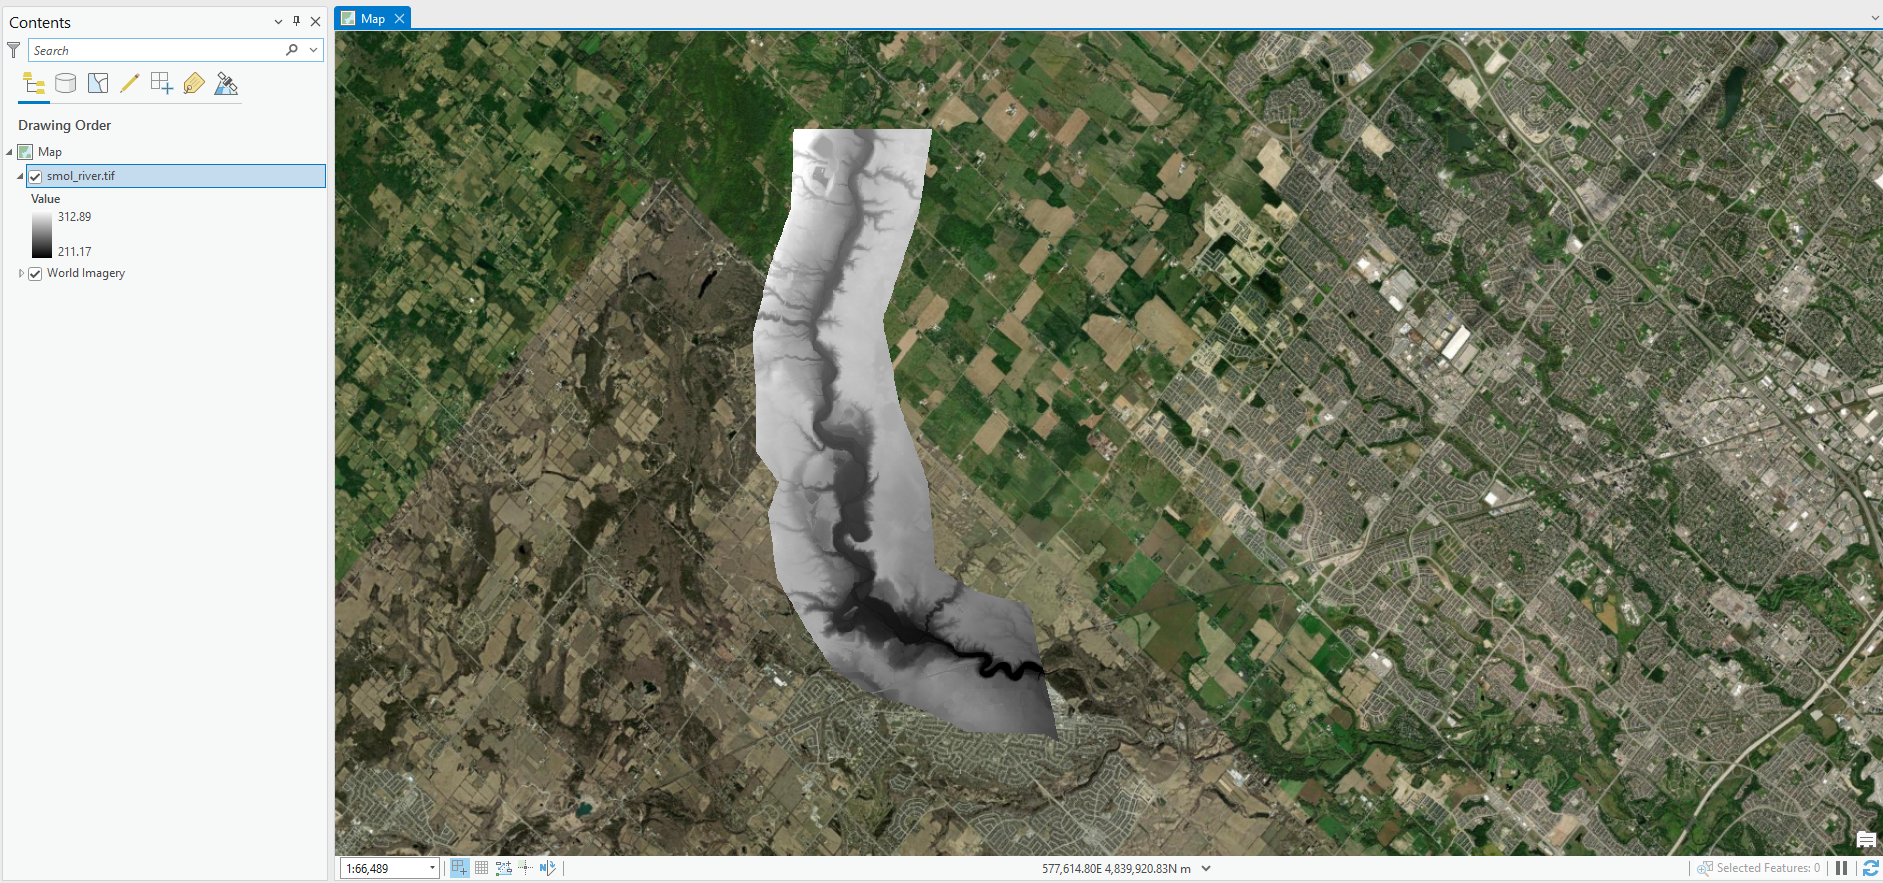 Contents
Map
Search
Drawing Order
Map
smol_river.tif
Value
312.89
211.17
World Imagery
1:66,489
577,614.80E 4,839,920.83N m
Selected Features: 0